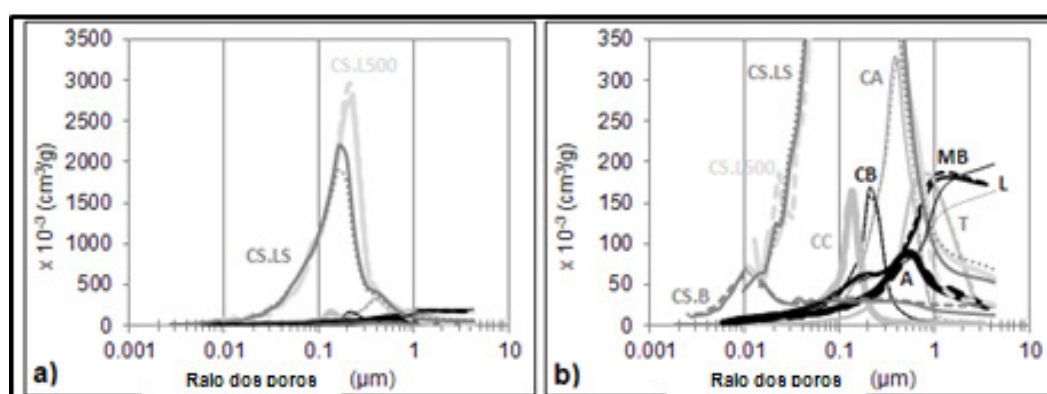 3500
3000
2500
2000
1500
1000
500
0
x 10⁻³ (cm³/g)
CS.L500
CS.LS
0.001
0.01
0.1
1
10
a)
Raio dos poros (µm)
350
300
250
200
150
100
50
0
x 10⁻³ (cm³/g)
CS.LS
CA
CS.L500
CB
MB
L
T
CC
A
CS.B
0.001
0.01
0.1
1
10
b)
Raio dos poros (µm)